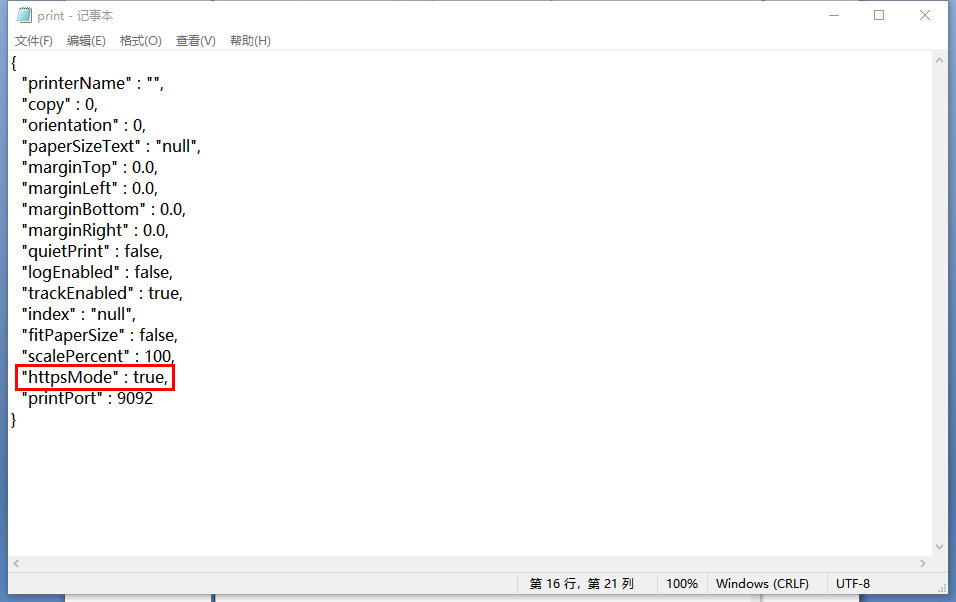 print - 记事本
文件(F) 编辑(E) 格式(O) 查看(V) 帮助(H)
{
"printerName" : "",
"copy" : 0,
"orientation" : 0,
"paperSizeText" : "null",
"marginTop" : 0.0,
"marginLeft" : 0.0,
"marginBottom" : 0.0,
"marginRight" : 0.0,
"quietPrint" : false,
"logEnabled" : false,
"trackEnabled" : true,
"index" : "null",
"fitPaperSize" : false,
"scalePercent" : 100,
"httpsMode" : true,
"printPort" : 9092
}
第 16 行，第 21 列 100% Windows (CRLF) UTF-8